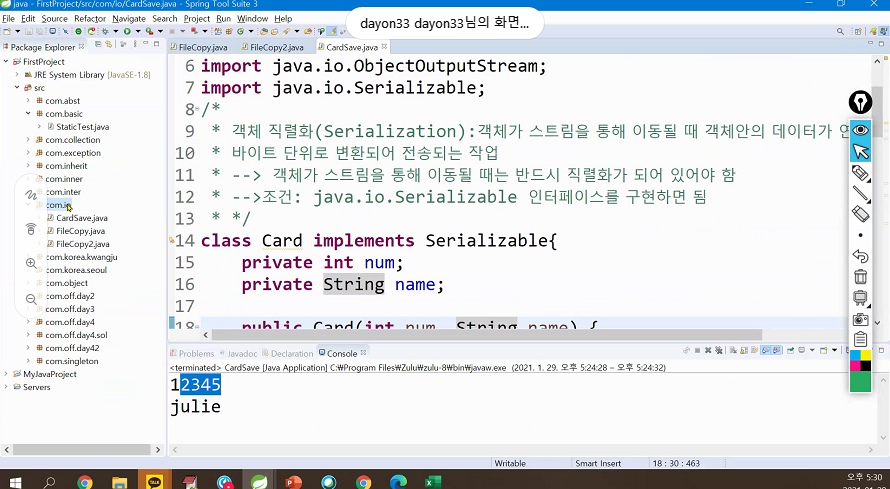 java - FirstProject/src/com/io/CardSave.java - Spring Tool Suite 3
dayon33 dayon33님의 화면...
File Edit Source Refactor Navigate Search Project Run Window Help
Package Explorer
FileCopy.java FileCopy2.java CardSave.java
FirstProject
JRE System Library [JavaSE-1.8]
src
com.abst
com.basic
StaticTest.java
com.collection
com.exception
com.inherit
com.inner
com.inter
com.io
CardSave.java
FileCopy.java
FileCopy2.java
com.korea.kwangju
com.korea.seoul
com.object
com.off.day2
com.off.day3
com.off.day4
com.off.day4.sol
com.off.day42
com.singleton
MyJavaProject
Servers
6 import java.io.ObjectOutputStream;
7 import java.io.Serializable;
8 /*
9 * 객체 직렬화(Serialization):객체가 스트림을 통해 이동될 때 객체안의 데이터가
10 * 바이트 단위로 변환되어 전송되는 작업
11 * --> 객체가 스트림을 통해 이동될때는 반드시 직렬화가 되어 있어야 함
12 * -->조건: java.io.Serializable 인터페이스를 구현하면 됨
13 * */
14 class Card implements Serializable{
15 private int num;
16 private String name;
17
18 public Card(int num, String name) {
Problems Javadoc Declaration Console
<terminated> CardSave [Java Application] C:₩Program Files₩Zulu₩zulu-8₩bin₩javaw.exe (2021. 1. 29. 오후 5:24:28 – 오후 5:24:32)
12345
julie
Writable Smart Insert 18 : 30 : 463
TALK
오후 5:30